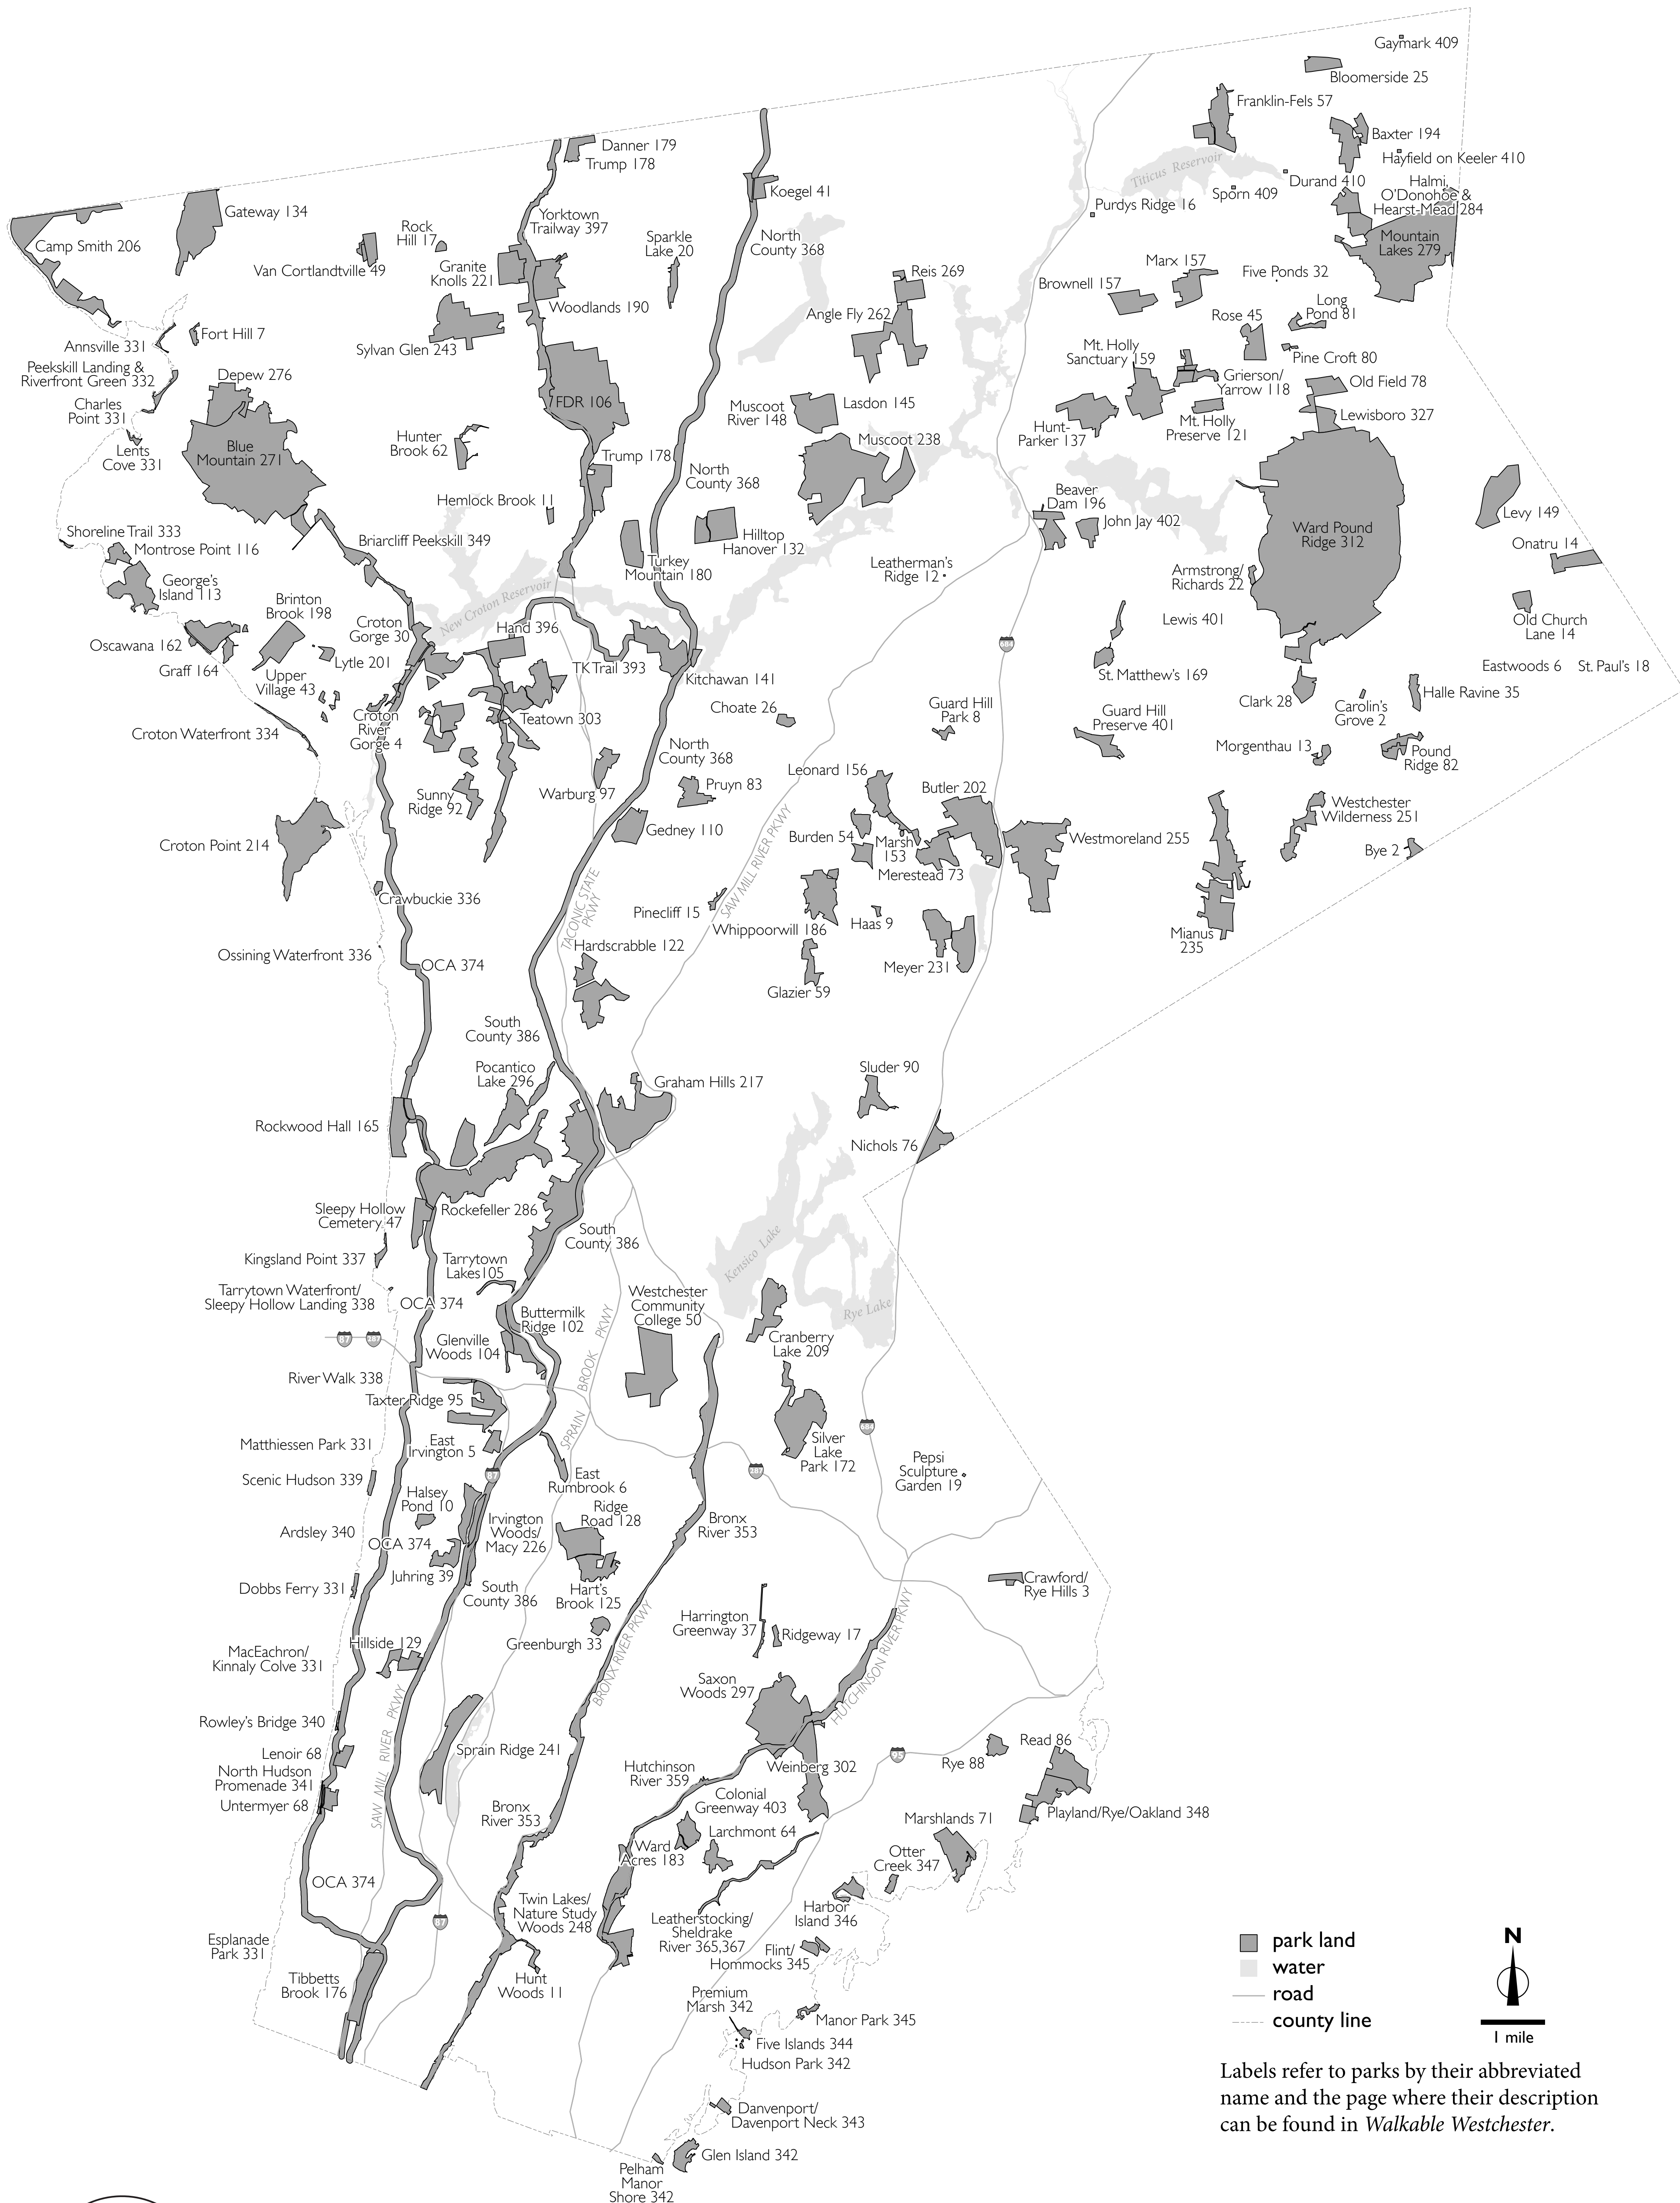 Gaymark 409
Bloomerside 25
Franklin-Fels 57
Baxter 194
Hayfield on Keeler 410
Danner 179
Trump 178
Titicus Reservoir
Durand 410
Sporn 409
Halmi,
O'Donohoe &
Hearst-Mead 284
Koegel 41
Purdys Ridge 16
Gateway 134
Yorktown
Trailway 397
Rock
Hill 17
Camp Smith 206
Sparkle
Lake 20
North
County 368
Mountain
Lakes 279
Van Cortlandtville 49
Granite
Knolls 221
Marx 157
Five Ponds 32
Reis 269
Brownell 157
Woodlands 190
Long
Pond 81
Angle Fly 262
Rose 45
Fort Hill 7
Annsville 331
Sylvan Glen 243
Mt. Holly
Sanctuary 159
Pine Croft 80
Peekskill Landing &
Riverfront Green 332
Depew 276
Grierson/
Yarrow 118
Old Field 78
Charles
Point 331
FDR 106
Muscoot
River 148
Lasdon 145
Lewisboro 327
Hunt-
Parker 137
Mt. Holly
Preserve 121
Blue
Mountain 271
Hunter
Brook 62
Muscoot 238
Lents
Cove 331
Trump 178
North
County 368
Hemlock Brook 11
Beaver
Dam 196
John Jay 402
Levy 149
Ward Pound
Ridge 312
Shoreline Trail 333
Montrose Point 116
Briarcliff Peekskill 349
Hilltop
Hanover 132
Onatru 14
Turkey
Mountain 180
Leatherman's
Ridge 12
Armstrong/
Richards 22
George's
Island 113
New Croton Reservoir
Brinton
Brook 198
Croton
Gorge 30
Hand 396
Lewis 401
Old Church
Lane 14
Oscawana 162
Graff 164
Lytle 201
TK Trail 393
Kitchawan 141
684
St. Matthew's 169
Eastwoods 6
St. Paul's 18
Upper
Village 43
Clark 28
Halle Ravine 35
Choate 26
Guard Hill
Park 8
Guard Hill
Preserve 401
Carolin's
Grove 2
Croton Waterfront 334
Croton
River
Gorge 4
Teatown 303
North
County 368
Morgenthau 13
Pound
Ridge 82
Leonard 156
Pruyn 83
Warburg 97
Sunny
Ridge 92
Butler 202
Westchester
Wilderness 251
Croton Point 214
Gedney 110
Burden 54
Marsh
153
Westmoreland 255
Bye 2
Merestead 73
SAW MILL RIVER PKWY
TACONIC STATE
PKWY
Crawbuckie 336
Pinecliff 15
Whippoorwill 186
Haas 9
Mianus
235
Ossining Waterfront 336
Hardscrabble 122
OCA 374
Meyer 231
Glazier 59
South
County 386
Pocantico
Lake 296
Sluder 90
Graham Hills 217
Rockwood Hall 165
Nichols 76
Sleepy Hollow
Cemetery 47
Rockefeller 286
South
County 386
Kensico Lake
Kingsland Point 337
Tarrytown
Lakes105
Tarrytown Waterfront/
Sleepy Hollow Landing 338
OCA 374
Westchester
Community
College 50
Rye Lake
Buttermilk
Ridge 102
87
287
Glenville
Woods 104
Cranberry
Lake 209
SPRAIN BROOK PKWY
River Walk 338
Taxter Ridge 95
684
Matthiessen Park 331
East
Irvington 5
Silver
Lake
Park 172
Pepsi
Sculpture
Garden 19
Scenic Hudson 339
87
287
East
Rumbrook 6
Halsey
Pond 10
Irvington
Woods/
Macy 226
Ridge
Road 128
Bronx
River 353
Ardsley 340
OCA 374
Juhring 39
Dobbs Ferry 331
South
County 386
Hart's
Brook 125
Crawford/
Rye Hills 3
Greenburgh 33
Harrington
Greenway 37
Ridgeway 17
BRONX RIVER PKWY
HUTCHINSON RIVER PKWY
MacEachron/
Kinnaly Colve 331
Hillside 129
Saxon
Woods 297
Rowley's Bridge 340
SAW MILL RIVER PKWY
Lenoir 68
Sprain Ridge 241
Read 86
Rye 88
95
North Hudson
Promenade 341
Hutchinson
River 359
Weinberg 302
Untermyer 68
Colonial
Greenway 403
Bronx
River 353
Playland/Rye/Oakland 348
Marshlands 71
Larchmont 64
Ward
Acres 183
Otter
Creek 347
OCA 374
Twin Lakes/
Nature Study
Woods 248
Harbor
Island 346
87
Leatherstocking/
Sheldrake
River 365,367
Esplanade
Park 331
Flint/
Hommocks 345
Tibbetts
Brook 176
Hunt
Woods 11
Premium
Marsh 342
Manor Park 345
Five Islands 344
Hudson Park 342
Danvenport/
Davenport Neck 343
Glen Island 342
Pelham
Manor
Shore 342
park land
water
road
county line
N
1 mile
Labels refer to parks by their abbreviated
name and the page where their description
can be found in Walkable Westchester.